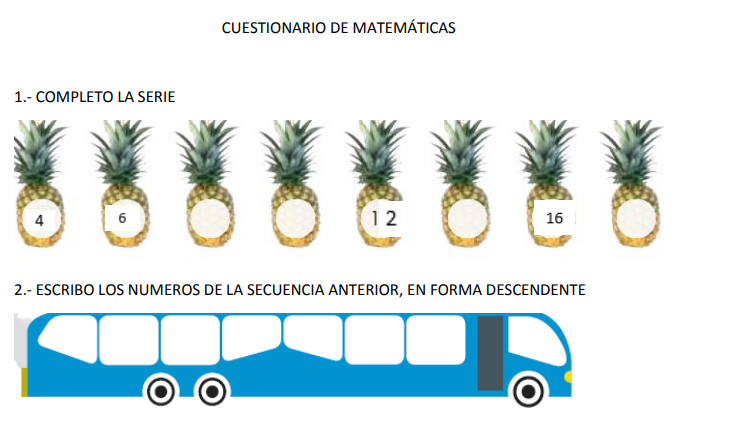 CUESTIONARIO DE MATEMÁTICAS
1.- COMPLETO LA SERIE
4 6 12 16
2.- ESCRIBO LOS NUMEROS DE LA SECUENCIA ANTERIOR, EN FORMA DESCENDENTE